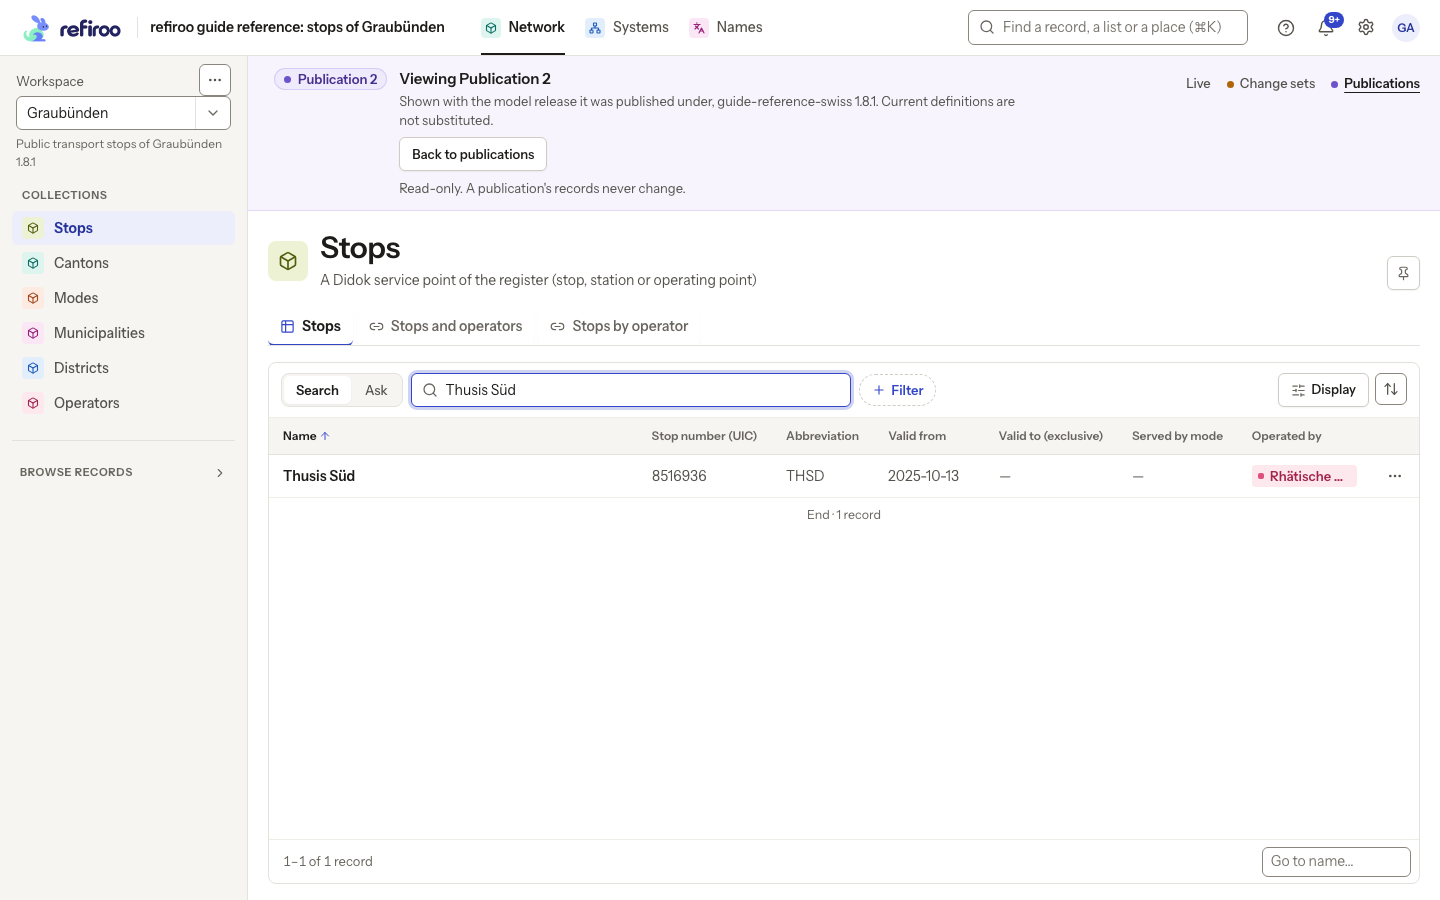 refiroo
refiroo guide reference: stops of Graubünden
Network
Systems
Names
Find a record, a list or a place (⌘K)
9+
GA
Workspace
Graubünden
Public transport stops of Graubünden
1.8.1
COLLECTIONS
Stops
Cantons
Modes
Municipalities
Districts
Operators
BROWSE RECORDS
Publication 2
Viewing Publication 2
Shown with the model release it was published under, guide-reference-swiss 1.8.1. Current definitions are
not substituted.
Back to publications
Read-only. A publication's records never change.
Live
Change sets
Publications
Stops
A Didok service point of the register (stop, station or operating point)
Stops
Stops and operators
Stops by operator
Search
Ask
Thusis Süd
+ Filter
Display
Name ↑
Stop number (UIC)
Abbreviation
Valid from
Valid to (exclusive)
Served by mode
Operated by
Thusis Süd
8516936
THSD
2025-10-13
—
—
Rhätische ...
End · 1 record
1–1 of 1 record
Go to name...